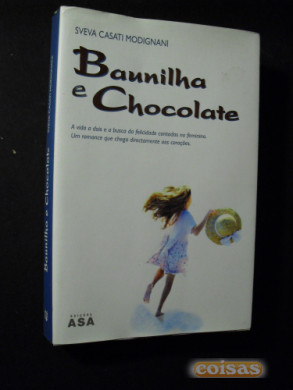 SVEVA CASATI MODIGNANI
Baunilha
e Chocolate
A vida a dois e a busca da felicidade contadas no feminino.
Um romance que chega directamente aos corações.
EDIÇÕES
ASA
Baunilha e Chocolate
coisas